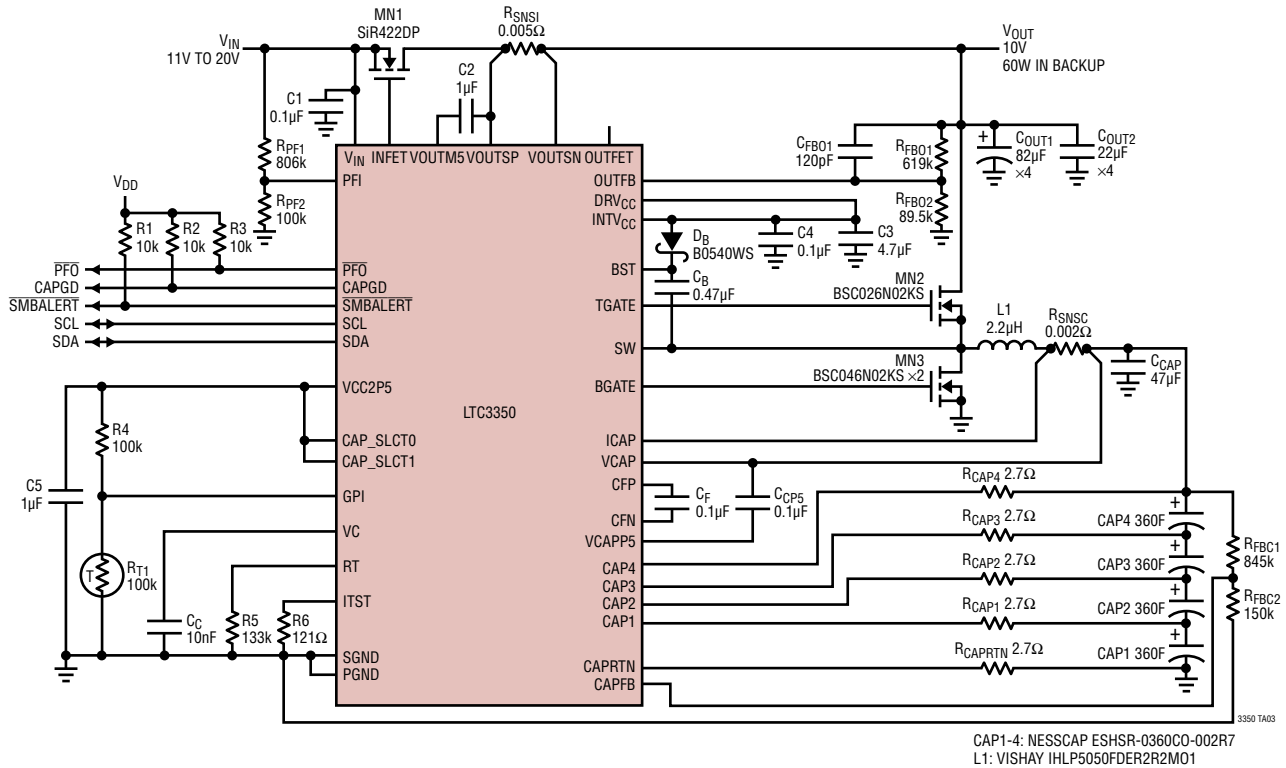 MN1
SiR422DP
RSNSI
0.005Ω
VIN
11V TO 20V
VOUT
10V
60W IN BACKUP
C2
1µF
C1
0.1µF
RPF1
806k
RPF2
100k
VDD
R1
10k
R2
10k
R3
10k
VIN INFET VOUTM5 VOUTSP VOUTSN OUTFET
PFI
PFO
CAPGD
SMBALERT
SCL
SDA
PFO
CAPGD
SMBALERT
SCL
SDA
VCC2P5
CAP_SLCT0
CAP_SLCT1
GPI
VC
RT
ITST
SGND
PGND
LTC3350
OUTFB
DRVCC
INTVCC
BST
TGATE
SW
BGATE
ICAP
VCAP
CFP
CFN
VCAPP5
CAP4
CAP3
CAP2
CAP1
CAPRTN
CAPFB
CFBO1
120pF
RFBO1
619k
RFBO2
89.5k
+
COUT1
82µF
×4
COUT2
22µF
×4
DB
B0540WS
C4
0.1µF
C3
4.7µF
CB
0.47µF
MN2
BSC026N02KS
MN3
BSC046N02KS ×2
L1
2.2µH
RSNSC
0.002Ω
CCAP
47µF
R4
100k
C5
1µF
T
RT1
100k
CC
10nF
R5
133k
R6
121Ω
CF
0.1µF
CCP5
0.1µF
RCAP4 2.7Ω
RCAP3 2.7Ω
RCAP2 2.7Ω
RCAP1 2.7Ω
RCAPRTN 2.7Ω
+
CAP4 360F
+
CAP3 360F
+
CAP2 360F
+
CAP1 360F
RFBC1
845k
RFBC2
150k
3350 TA03
CAP1-4: NESSCAP ESHSR-0360CO-002R7
L1: VISHAY IHLP5050FDER2R2MO1